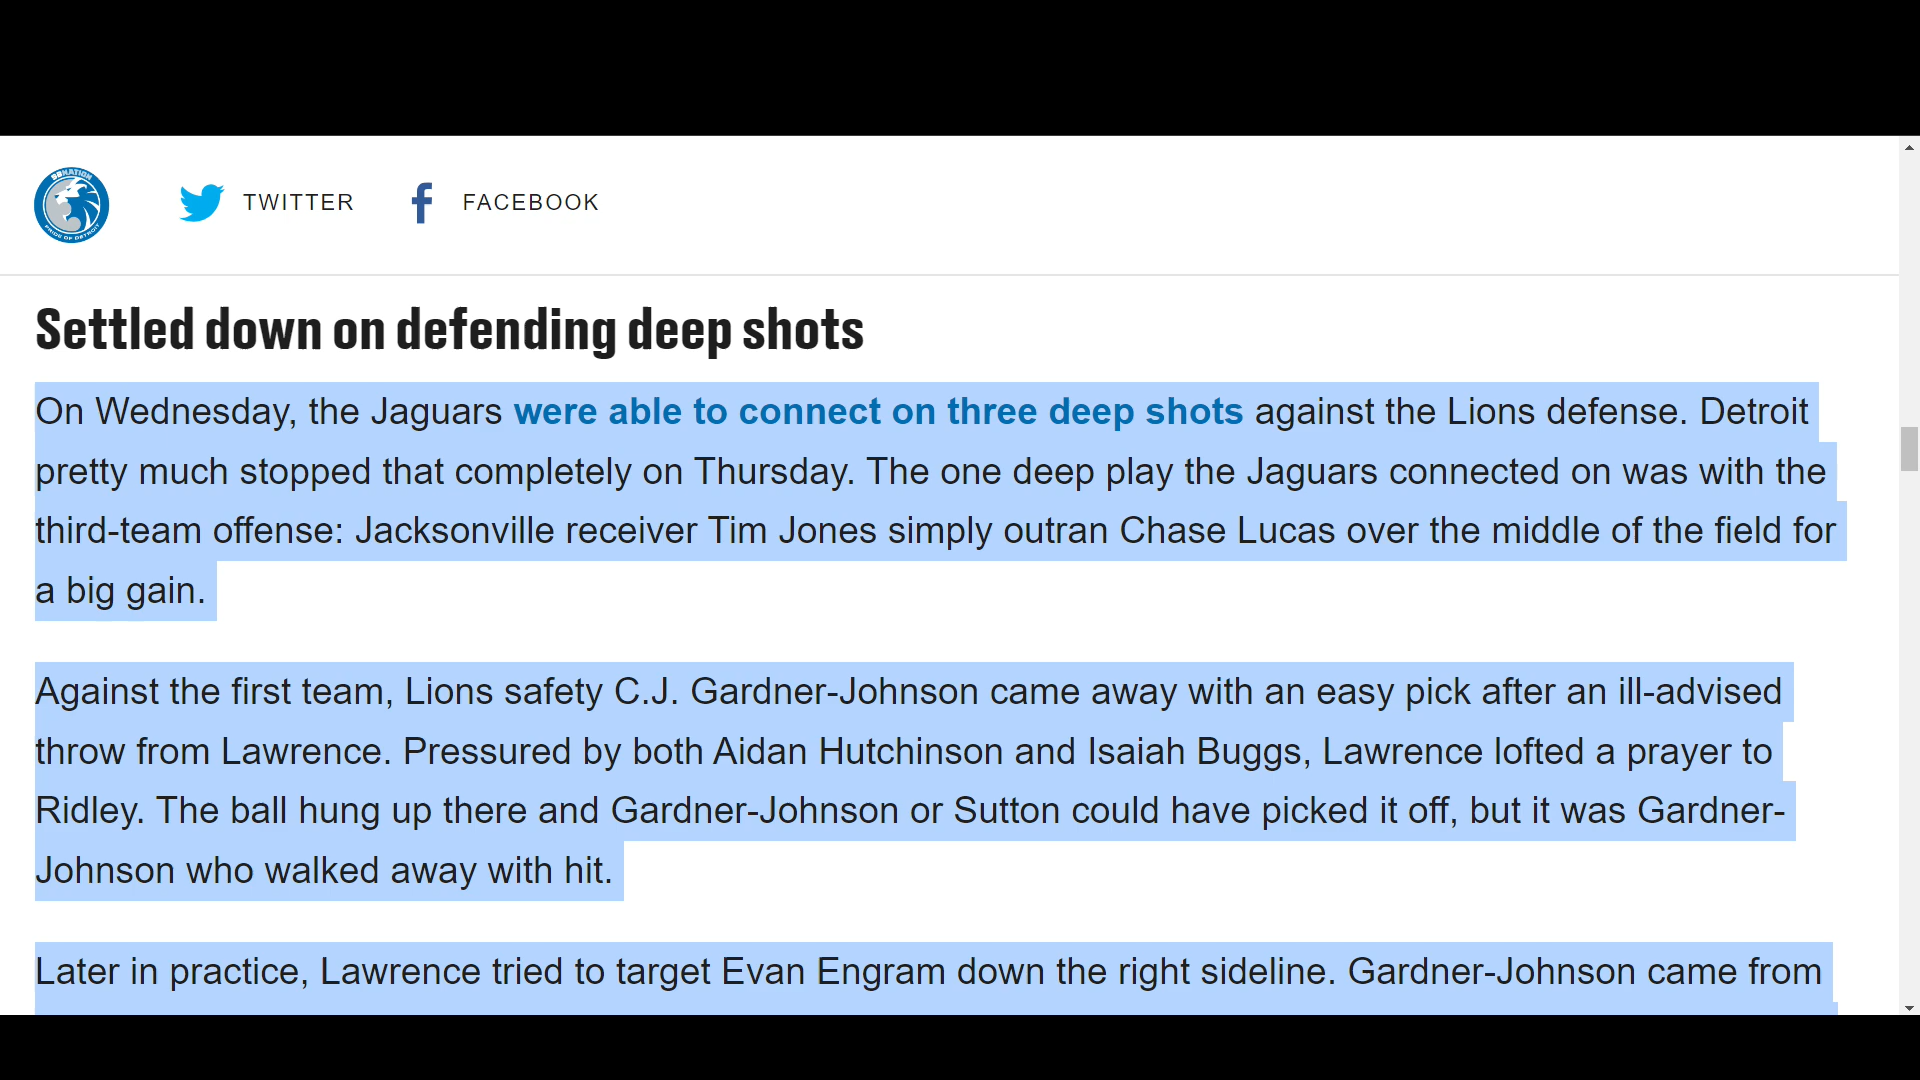 SBNATION
PRIDE OF DETROIT
TWITTER
FACEBOOK
Settled down on defending deep shots
On Wednesday, the Jaguars were able to connect on three deep shots against the Lions defense. Detroit
pretty much stopped that completely on Thursday. The one deep play the Jaguars connected on was with the
third-team offense: Jacksonville receiver Tim Jones simply outran Chase Lucas over the middle of the field for
a big gain.
Against the first team, Lions safety C.J. Gardner-Johnson came away with an easy pick after an ill-advised
throw from Lawrence. Pressured by both Aidan Hutchinson and Isaiah Buggs, Lawrence lofted a prayer to
Ridley. The ball hung up there and Gardner-Johnson or Sutton could have picked it off, but it was Gardner-
Johnson who walked away with hit.
Later in practice, Lawrence tried to target Evan Engram down the right sideline. Gardner-Johnson came from